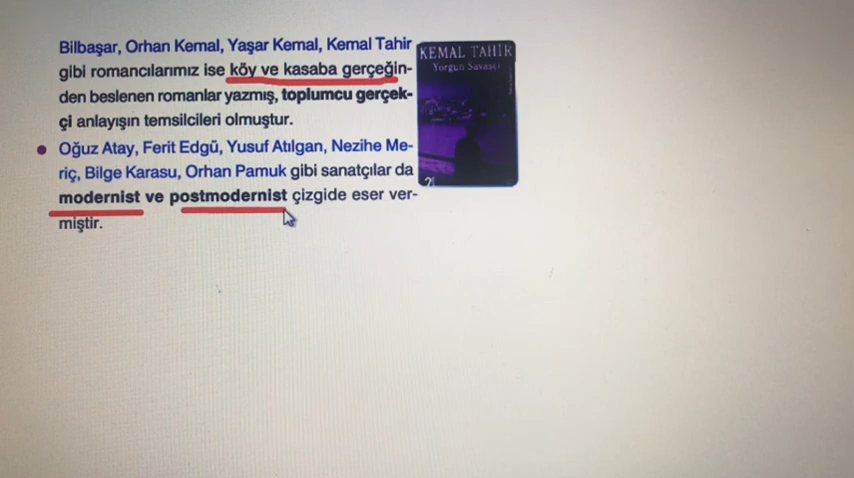 Bilbaşar, Orhan Kemal, Yaşar Kemal, Kemal Tahir
gibi romancılarımız ise köy ve kasaba gerçeğin-
den beslenen romanlar yazmış, toplumcu gerçek-
çi anlayışın temsilcileri olmuştur.
Oğuz Atay, Ferit Edgü, Yusuf Atılgan, Nezihe Me-
riç, Bilge Karasu, Orhan Pamuk gibi sanatçılar da
modernist ve postmodernist çizgide eser ver-
miştir.
KEMAL TAHİR
Yorgun Savaşçı